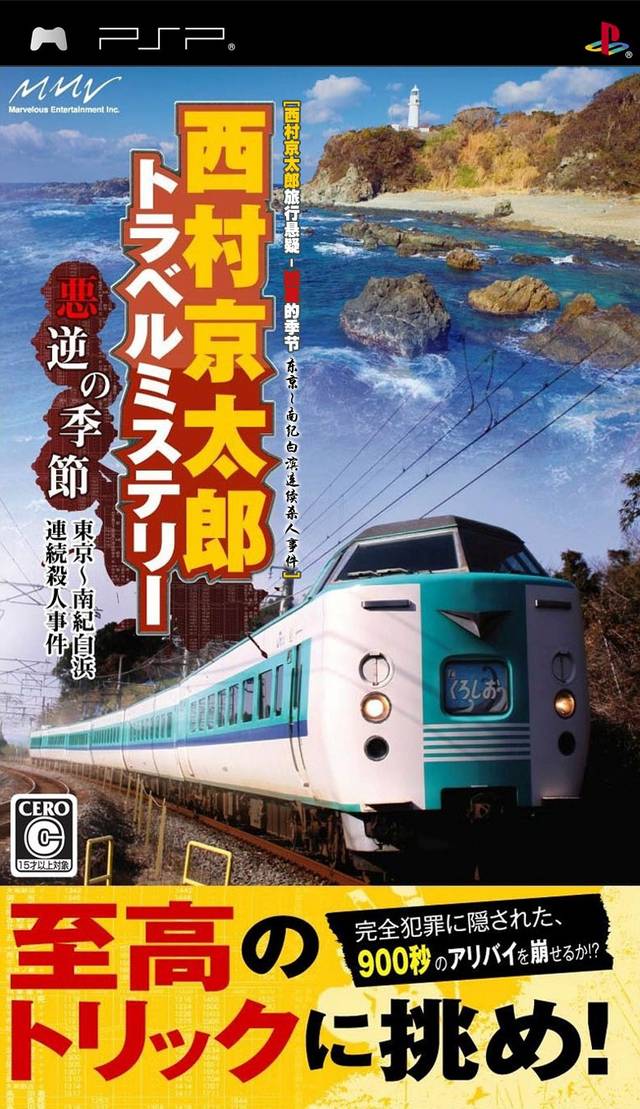 PSP®
MMV
Marvelous Entertainment Inc.
西村京太郎
トラベルミステリー
悪逆の季節
東京～南紀白浜
連続殺人事件
[西村京太郎旅行悬疑-恶逆的季节 东京～南纪白滨连续杀人事件]
くろしお
CERO
C
15才以上対象
至高の
トリックに挑め!
完全犯罪に隠された、
900秒のアリバイを崩せるか!?